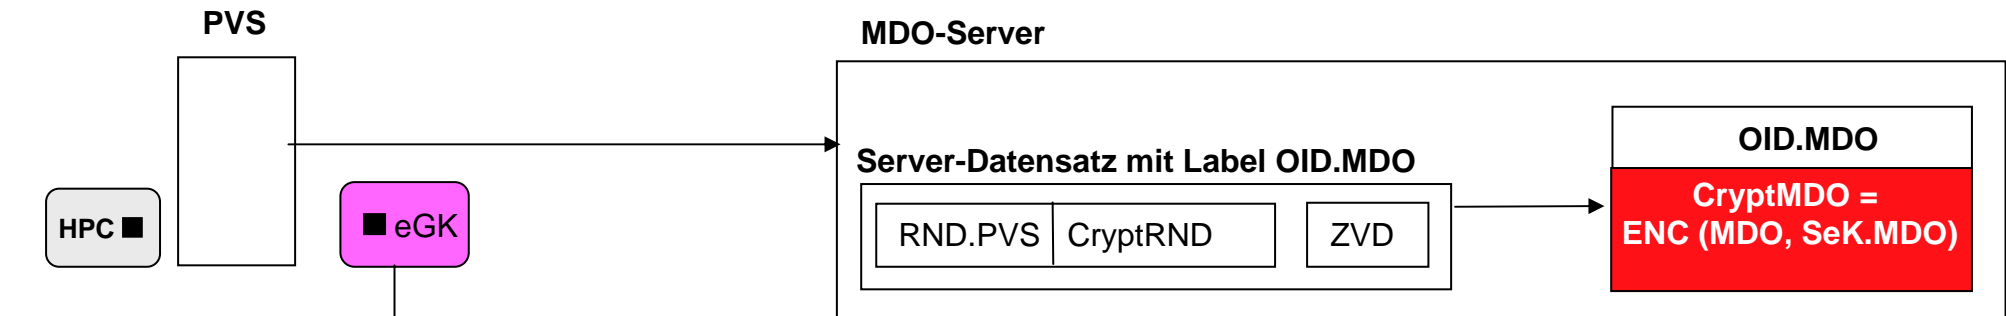 PVS
MDO-Server
OID.MDO
Server-Datensatz mit Label OID.MDO
CryptMDO =
ENC (MDO, SeK.MDO)
HPC
eGK
RND.PVS
CryptRND
ZVD